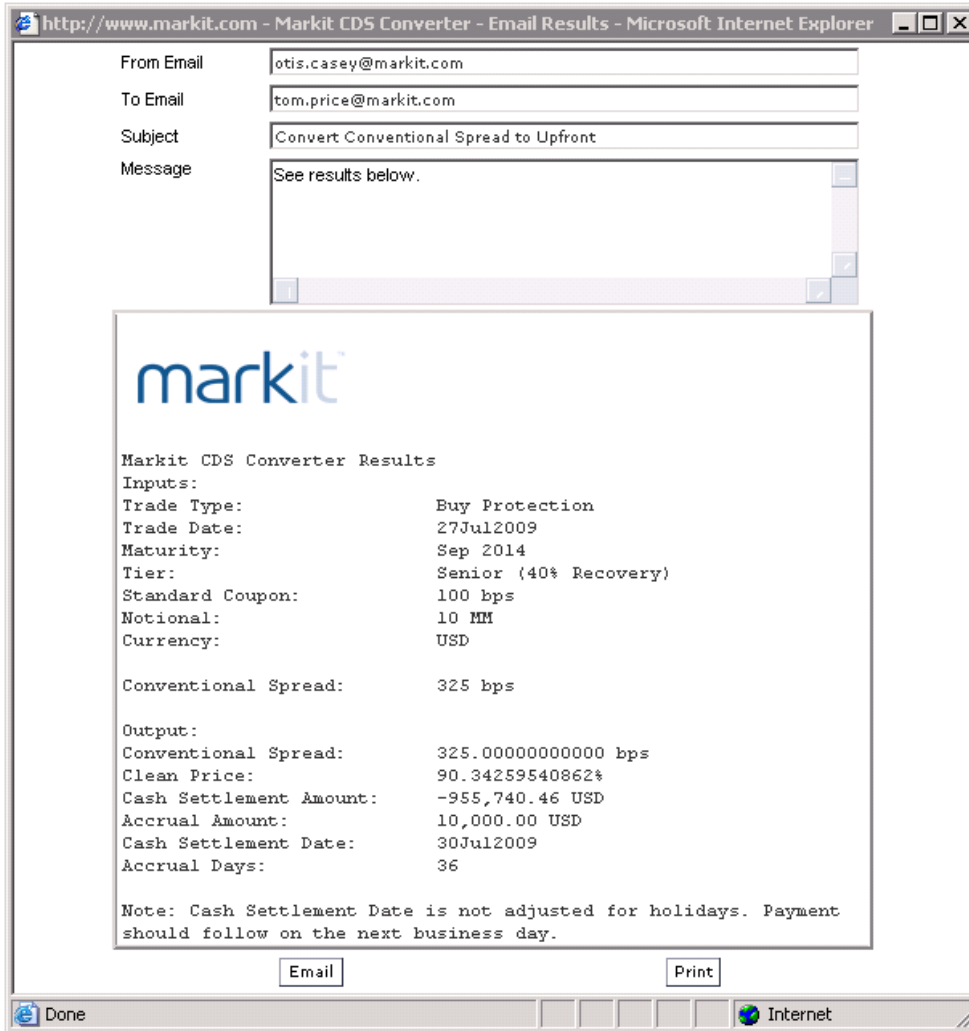 http://www.markit.com - Markit CDS Converter - Email Results - Microsoft Internet Explorer
From Email otis.casey@markit.com
To Email tom.price@markit.com
Subject Convert Conventional Spread to Upfront
Message See results below.
markit
Markit CDS Converter Results
Inputs:
Trade Type: Buy Protection
Trade Date: 27Jul2009
Maturity: Sep 2014
Tier: Senior (40% Recovery)
Standard Coupon: 100 bps
Notional: 10 MM
Currency: USD
Conventional Spread: 325 bps
Output:
Conventional Spread: 325.00000000000 bps
Clean Price: 90.34259540862%
Cash Settlement Amount: -955,740.46 USD
Accrual Amount: 10,000.00 USD
Cash Settlement Date: 30Jul2009
Accrual Days: 36
Note: Cash Settlement Date is not adjusted for holidays. Payment
should follow on the next business day.
Email Print
Done Internet